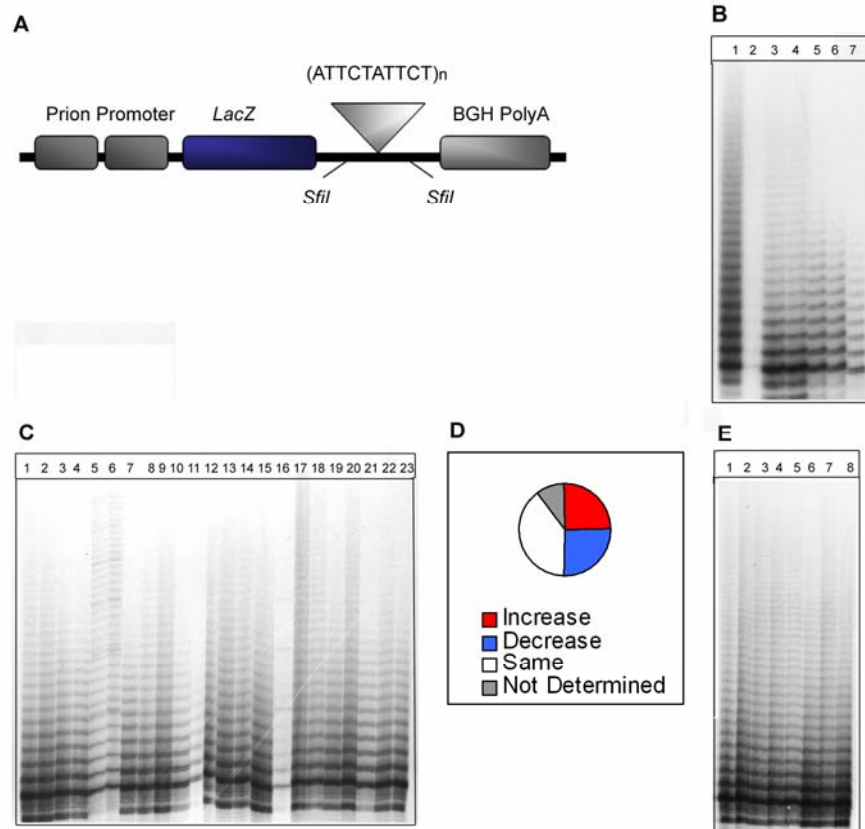 A
(ATTCTATTCT)n
Prion Promoter LacZ BGH PolyA
SfiI SfiI
B
1 2 3 4 5 6 7
C
1 2 3 4 5 6 7 8 9 10 11 12 13 14 15 16 17 18 19 20 21 22 23
D
Increase
Decrease
Same
Not Determined
E
1 2 3 4 5 6 7 8